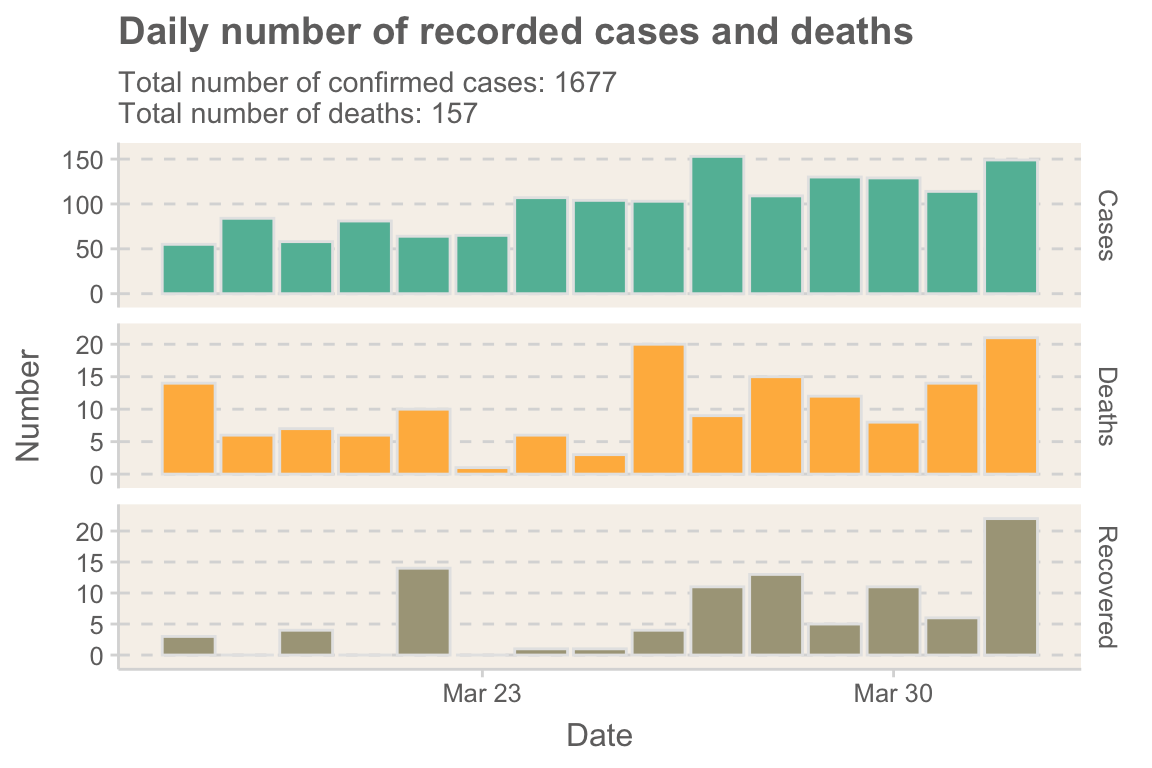 Daily number of recorded cases and deaths
Total number of confirmed cases: 1677
Total number of deaths: 157
150
100
50
0
Cases
20
15
10
5
0
Deaths
20
15
10
5
0
Recovered
Number
Mar 23
Mar 30
Date